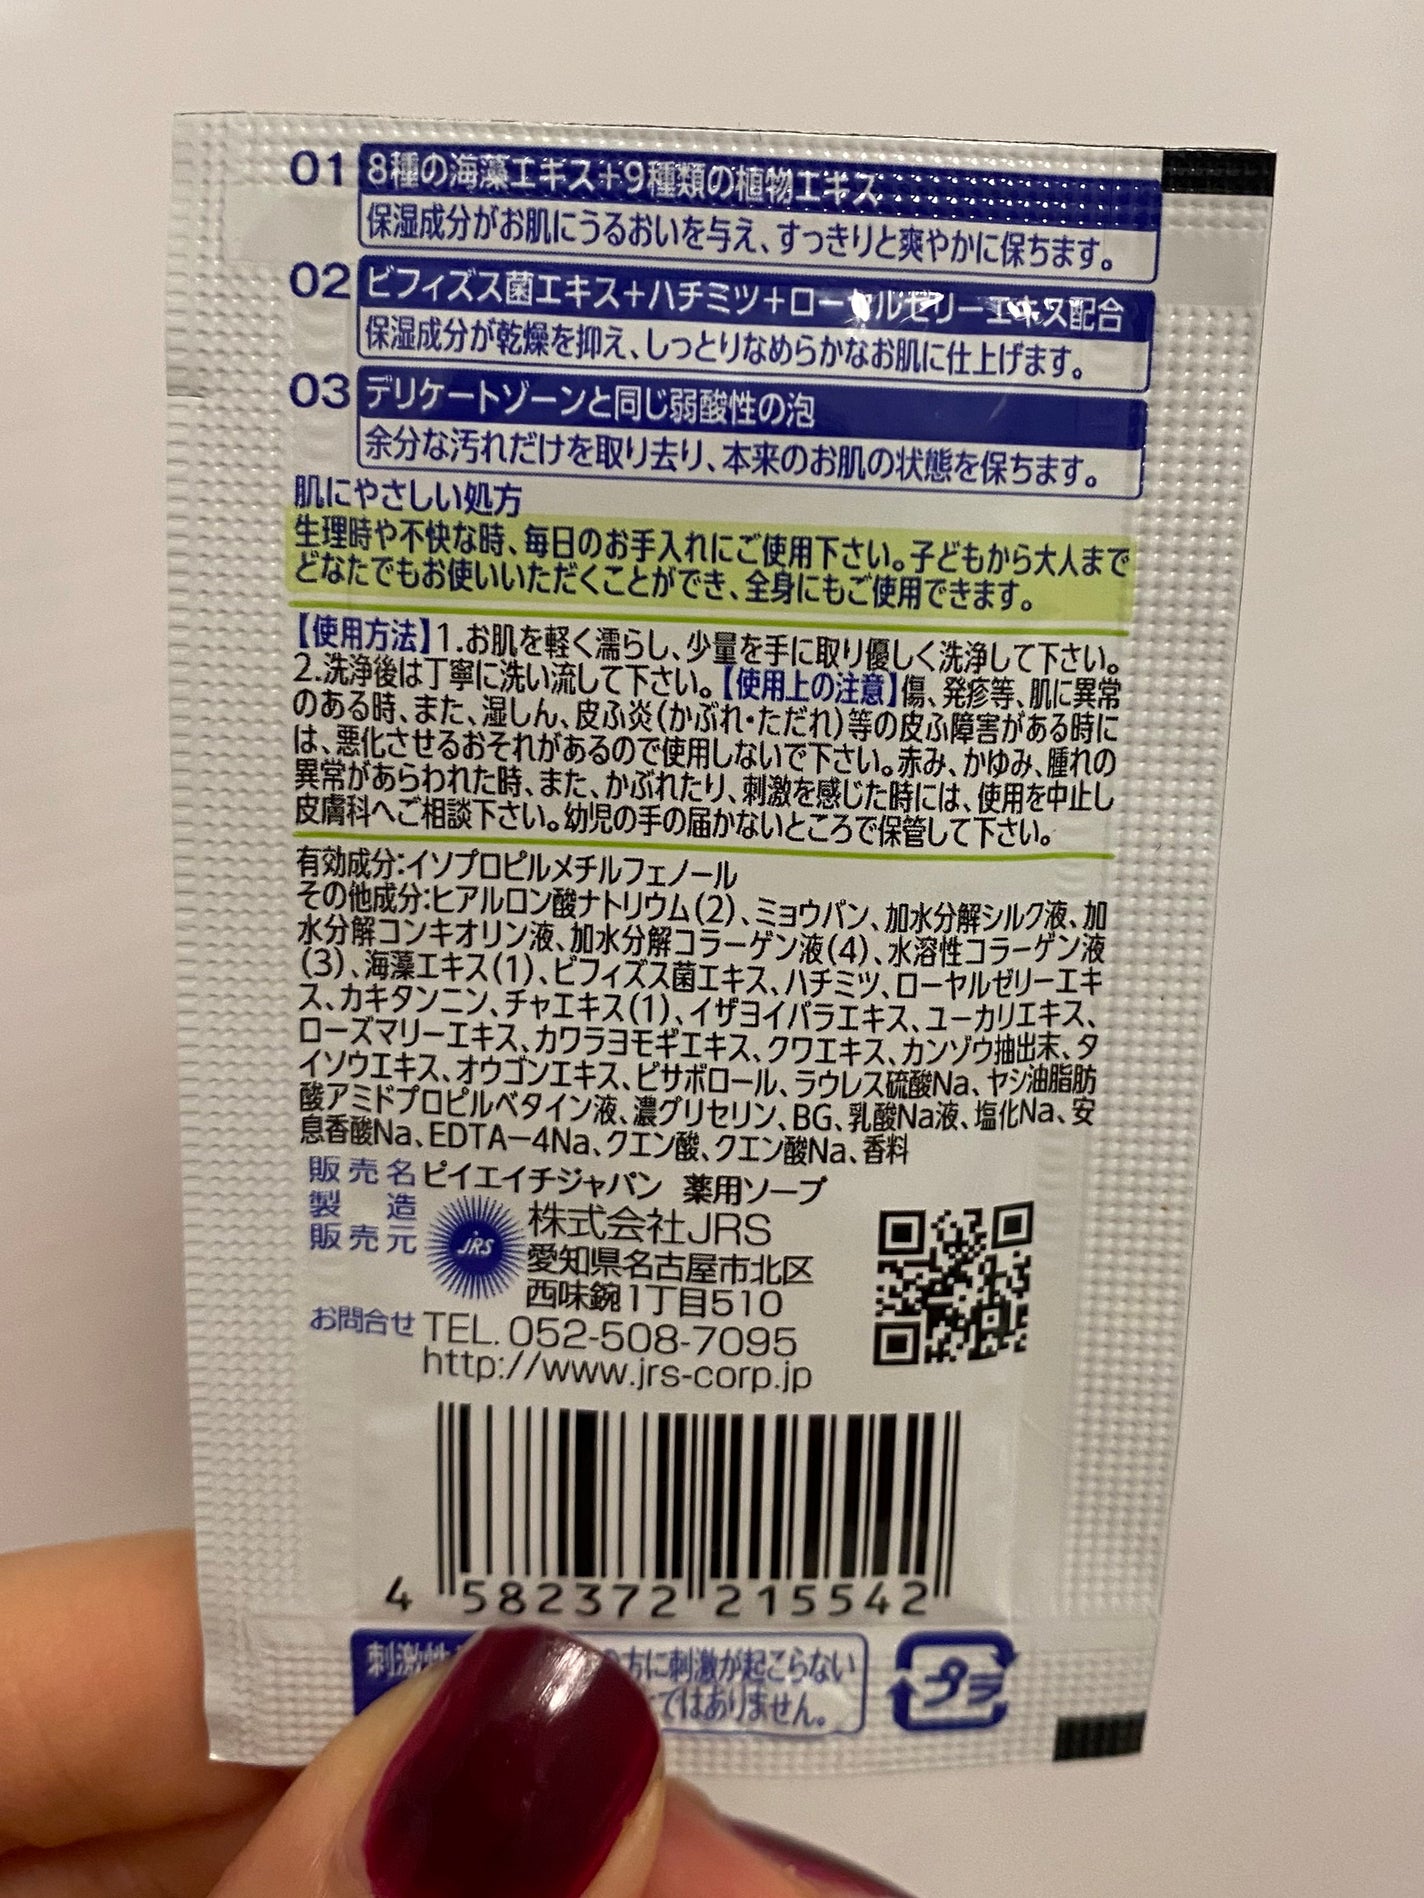 01 8種の海藻エキス+9種類の植物エキス
保湿成分がお肌にうるおいを与え、すっきりと爽やかに保ちます。
02 ビフィズス菌エキス+ハチミツ+ローヤルゼリーエキス配合
保湿成分が乾燥を抑え、しっとりなめらかなお肌に仕上げます。
03 デリケートゾーンと同じ弱酸性の泡
余分な汚れだけを取り去り、本来のお肌の状態を保ちます。
肌にやさしい処方
生理時や不快な時、毎日のお手入れにご使用下さい。子どもから大人まで
どなたでもお使いいただくことができ、全身にもご使用できます。
【使用方法】1.お肌を軽く濡らし、少量を手に取り優しく洗浄して下さい。
2.洗浄後は丁寧に洗い流して下さい。【使用上の注意】傷、発疹等、肌に異常
のある時、また、湿しん、皮ふ炎(かぶれ・ただれ)等の皮ふ障害がある時に
は、悪化させるおそれがあるので使用しないで下さい。赤み、かゆみ、腫れの
異常があらわれた時、また、かぶれたり、刺激を感じた時には、使用を中止し
皮膚科へご相談下さい。幼児の手の届かないところで保管して下さい。
有効成分:イソプロピルメチルフェノール
その他成分:ヒアルロン酸ナトリウム(2)、ミョウバン、加水分解シルク液、加
水分解コンキオリン液、加水分解コラーゲン液(4)、水溶性コラーゲン液
(3)、海藻エキス(1)、ビフィズス菌エキス、ハチミツ、ローヤルゼリーエキ
ス、カキタンニン、チャエキス(1)、イザヨイバラエキス、ユーカリエキス、
ローズマリーエキス、カワラヨモギエキス、クワエキス、カンゾウ抽出末、タ
イソウエキス、オウゴンエキス、ビサボロール、ラウレス硫酸Na、ヤシ油脂肪
酸アミドプロピルベタイン液、濃グリセリン、BG、乳酸Na液、塩化Na、安
息香酸Na、EDTAー4Na、クエン酸、クエン酸Na、香料
販売名 ピイエイチジャパン 薬用ソープ
製造
販売元
JRS
株式会社JRS
愛知県名古屋市北区
西味鋺1丁目510
お問合せ TEL. 052-508-7095
http://www.jrs-corp.jp
4 582372 215542
刺激性 の方に刺激が起こらない
ではありません。
プラ